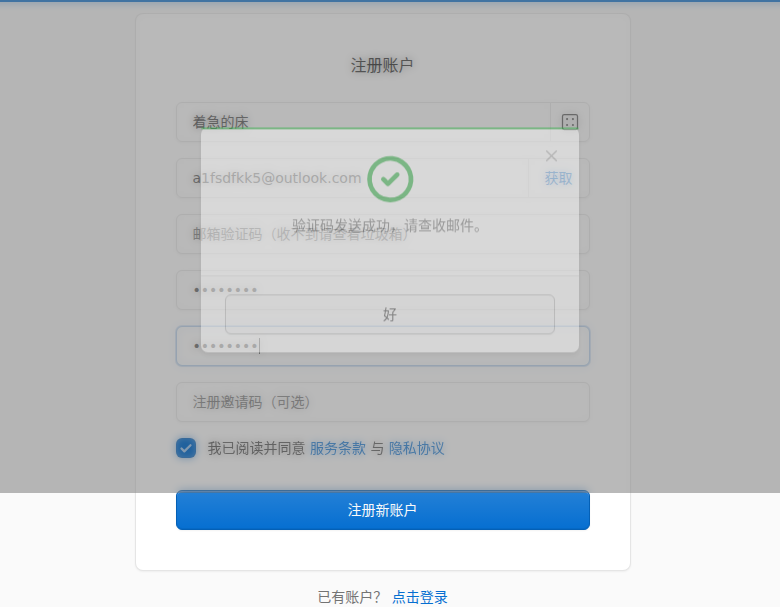 注册账户
着急的床
a1fsdfkk5@outlook.com
获取
验证码发送成功，请查收邮件。
邮箱验证码（收不到请查看垃圾箱）
好
注册邀请码（可选）
我已阅读并同意 服务条款 与 隐私协议
注册新账户
已有账户？ 点击登录